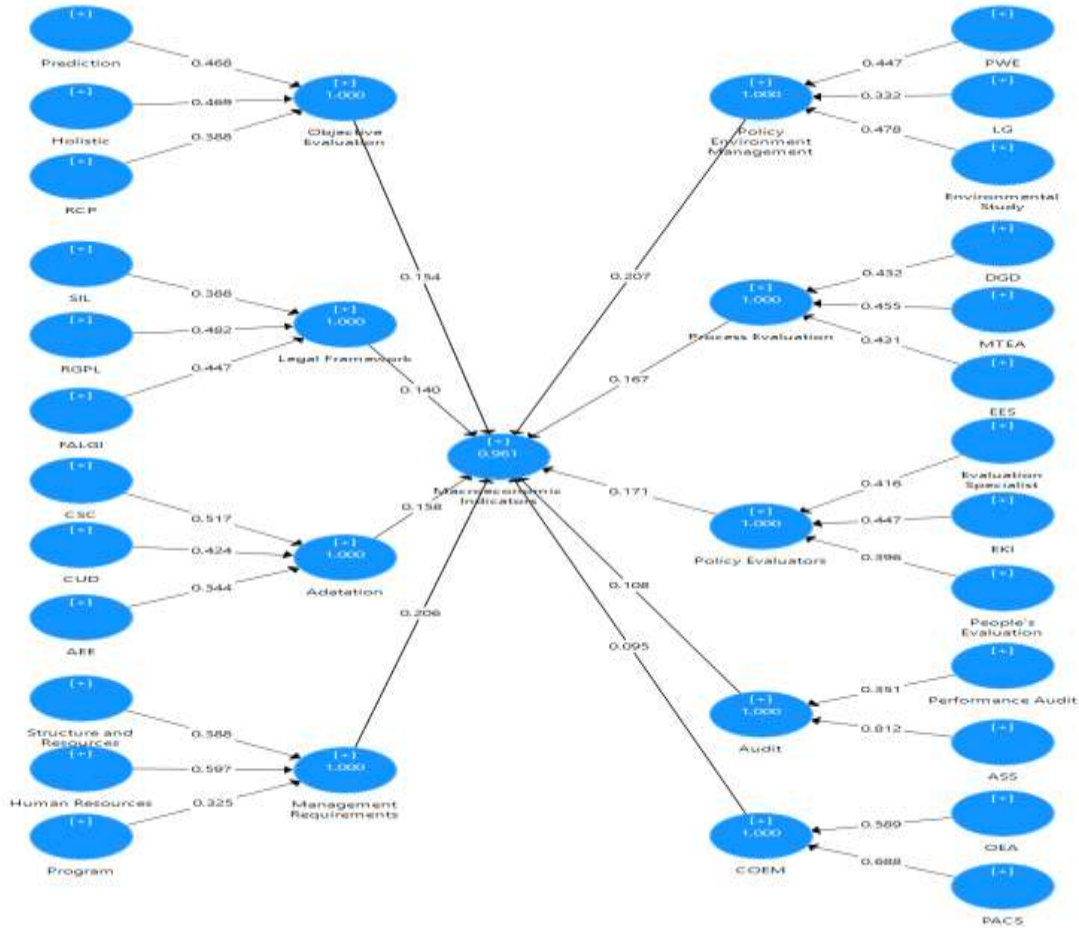 [+]
Prediction
[+]
Holistic
[+]
RCP
0.468
0.469
0.388
[+]
1.000
Objective
Evaluation
[+]
SIL
[+]
RGPL
[+]
FALGI
0.388
0.482
0.447
[+]
1.000
Legal Framework
[+]
CSC
[+]
CUD
[+]
AEE
0.517
0.424
0.344
[+]
1.000
Adatation
[+]
Structure and
Resources
[+]
Human Resources
[+]
Program
0.388
0.597
0.325
[+]
1.000
Management
Requirements
0.154
0.140
0.158
0.206
[+]
0.961
Macroeconomic
Indicators
0.207
0.167
0.171
0.108
0.095
[+]
1.000
Policy
Environment
Management
0.447
0.332
0.478
[+]
PWE
[+]
LG
[+]
Environmental
Study
[+]
1.000
Process Evaluation
0.432
0.455
0.431
[+]
DGD
[+]
MTEA
[+]
EES
[+]
1.000
Policy Evaluators
0.416
0.447
0.396
[+]
Evaluation
Specialist
[+]
EKI
[+]
People's
Evaluation
[+]
1.000
Audit
0.351
0.812
[+]
Performance Audit
[+]
ASS
[+]
1.000
COEM
0.589
0.688
[+]
OEA
[+]
PACS